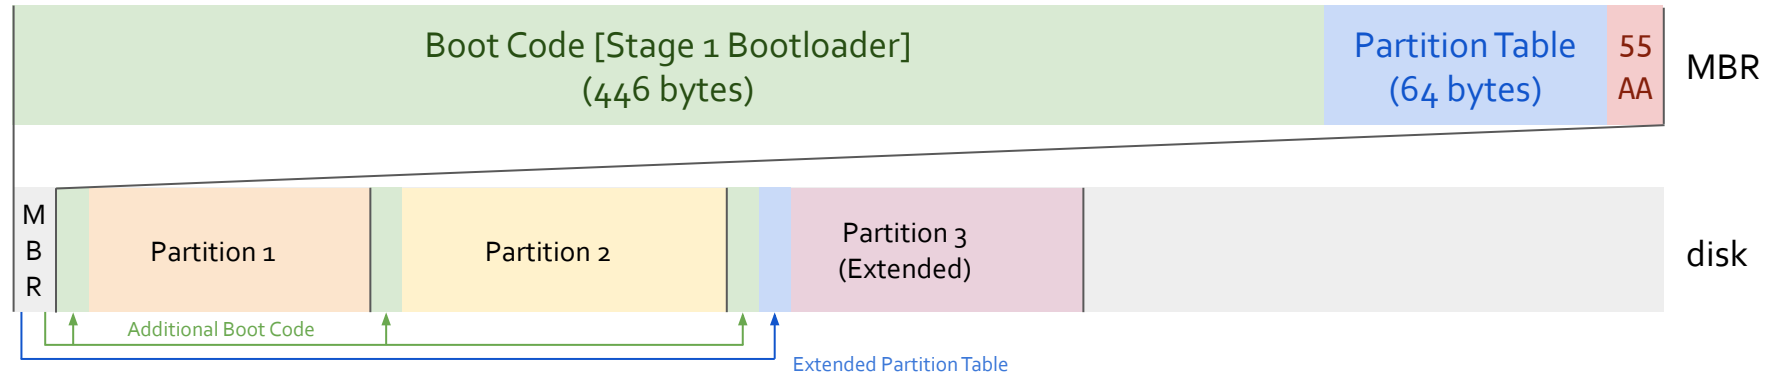 Boot Code [Stage 1 Bootloader]
(446 bytes)
Partition Table
(64 bytes)
55
AA
MBR
M
B
R
Partition 1
Partition 2
Partition 3
(Extended)
disk
Additional Boot Code
Extended Partition Table